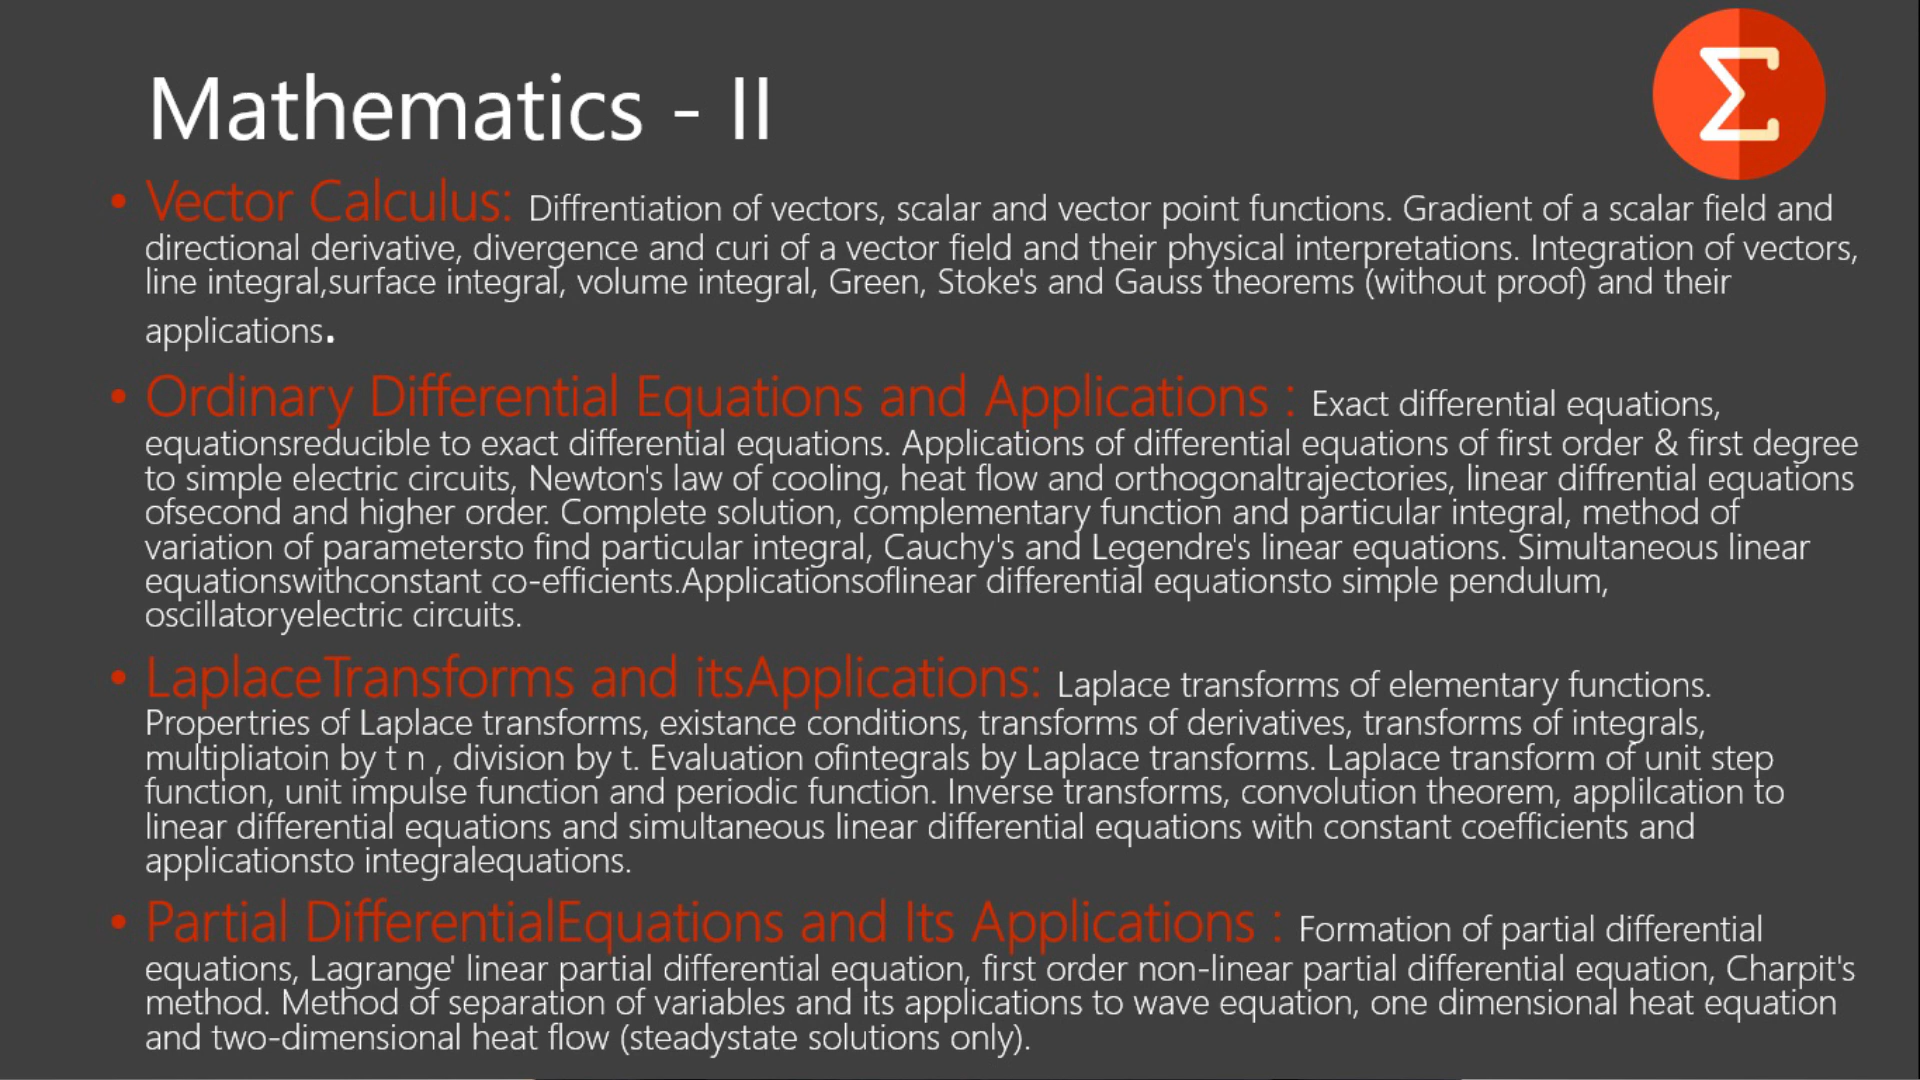 Mathematics - II
• Vector Calculus: Diffrentiation of vectors, scalar and vector point functions. Gradient of a scalar field and
directional derivative, divergence and curi of a vector field and their physical interpretations. Integration of vectors,
line integral,surface integral, volume integral, Green, Stoke's and Gauss theorems (without proof) and their
applications.
• Ordinary Differential Equations and Applications : Exact differential equations,
equationsreducible to exact differential equations. Applications of differential equations of first order & first degree
to simple electric circuits, Newton's law of cooling, heat flow and orthogonaltrajectories, linear diffrential equations
ofsecond and higher order. Complete solution, complementary function and particular integral, method of
variation of parametersto find particular integral, Cauchy's and Legendre's linear equations. Simultaneous linear
equationswithconstant co-efficients.Applicationsoflinear differential equationsto simple pendulum,
oscillatoryelectric circuits.
• LaplaceTransforms and itsApplications: Laplace transforms of elementary functions.
Propertries of Laplace transforms, existance conditions, transforms of derivatives, transforms of integrals,
multipliatoin by t n , division by t. Evaluation ofintegrals by Laplace transforms. Laplace transform of unit step
function, unit impulse function and periodic function. Inverse transforms, convolution theorem, applilcation to
linear differential equations and simultaneous linear differential equations with constant coefficients and
applicationsto integralequations.
• Partial DifferentialEquations and Its Applications : Formation of partial differential
equations, Lagrange' linear partial differential equation, first order non-linear partial differential equation, Charpit's
method. Method of separation of variables and its applications to wave equation, one dimensional heat equation
and two-dimensional heat flow (steadystate solutions only).
Σ